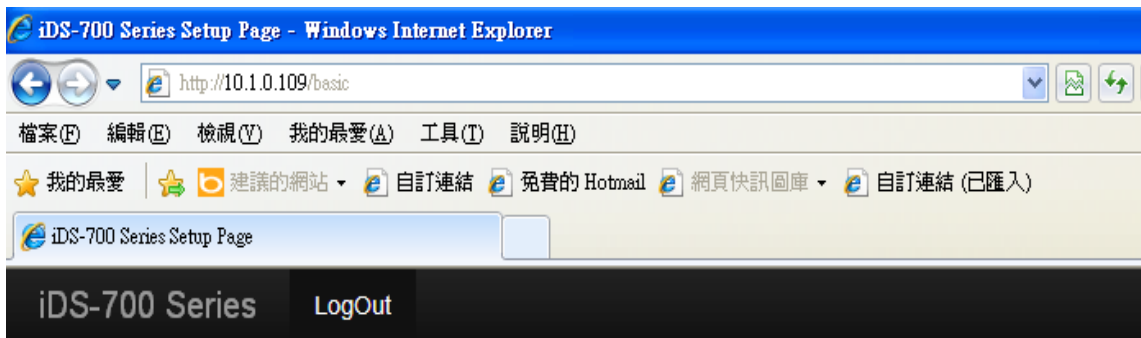 iDS-700 Series Setup Page - Windows Internet Explorer
http://10.1.0.109/basic
檔案(F) 編輯(E) 檢視(V) 我的最愛(A) 工具(T) 說明(H)
我的最愛 建議的網站 自訂連結 免費的 Hotmail 網頁快訊圖庫 自訂連結 (已匯入)
iDS-700 Series Setup Page
iDS-700 Series LogOut